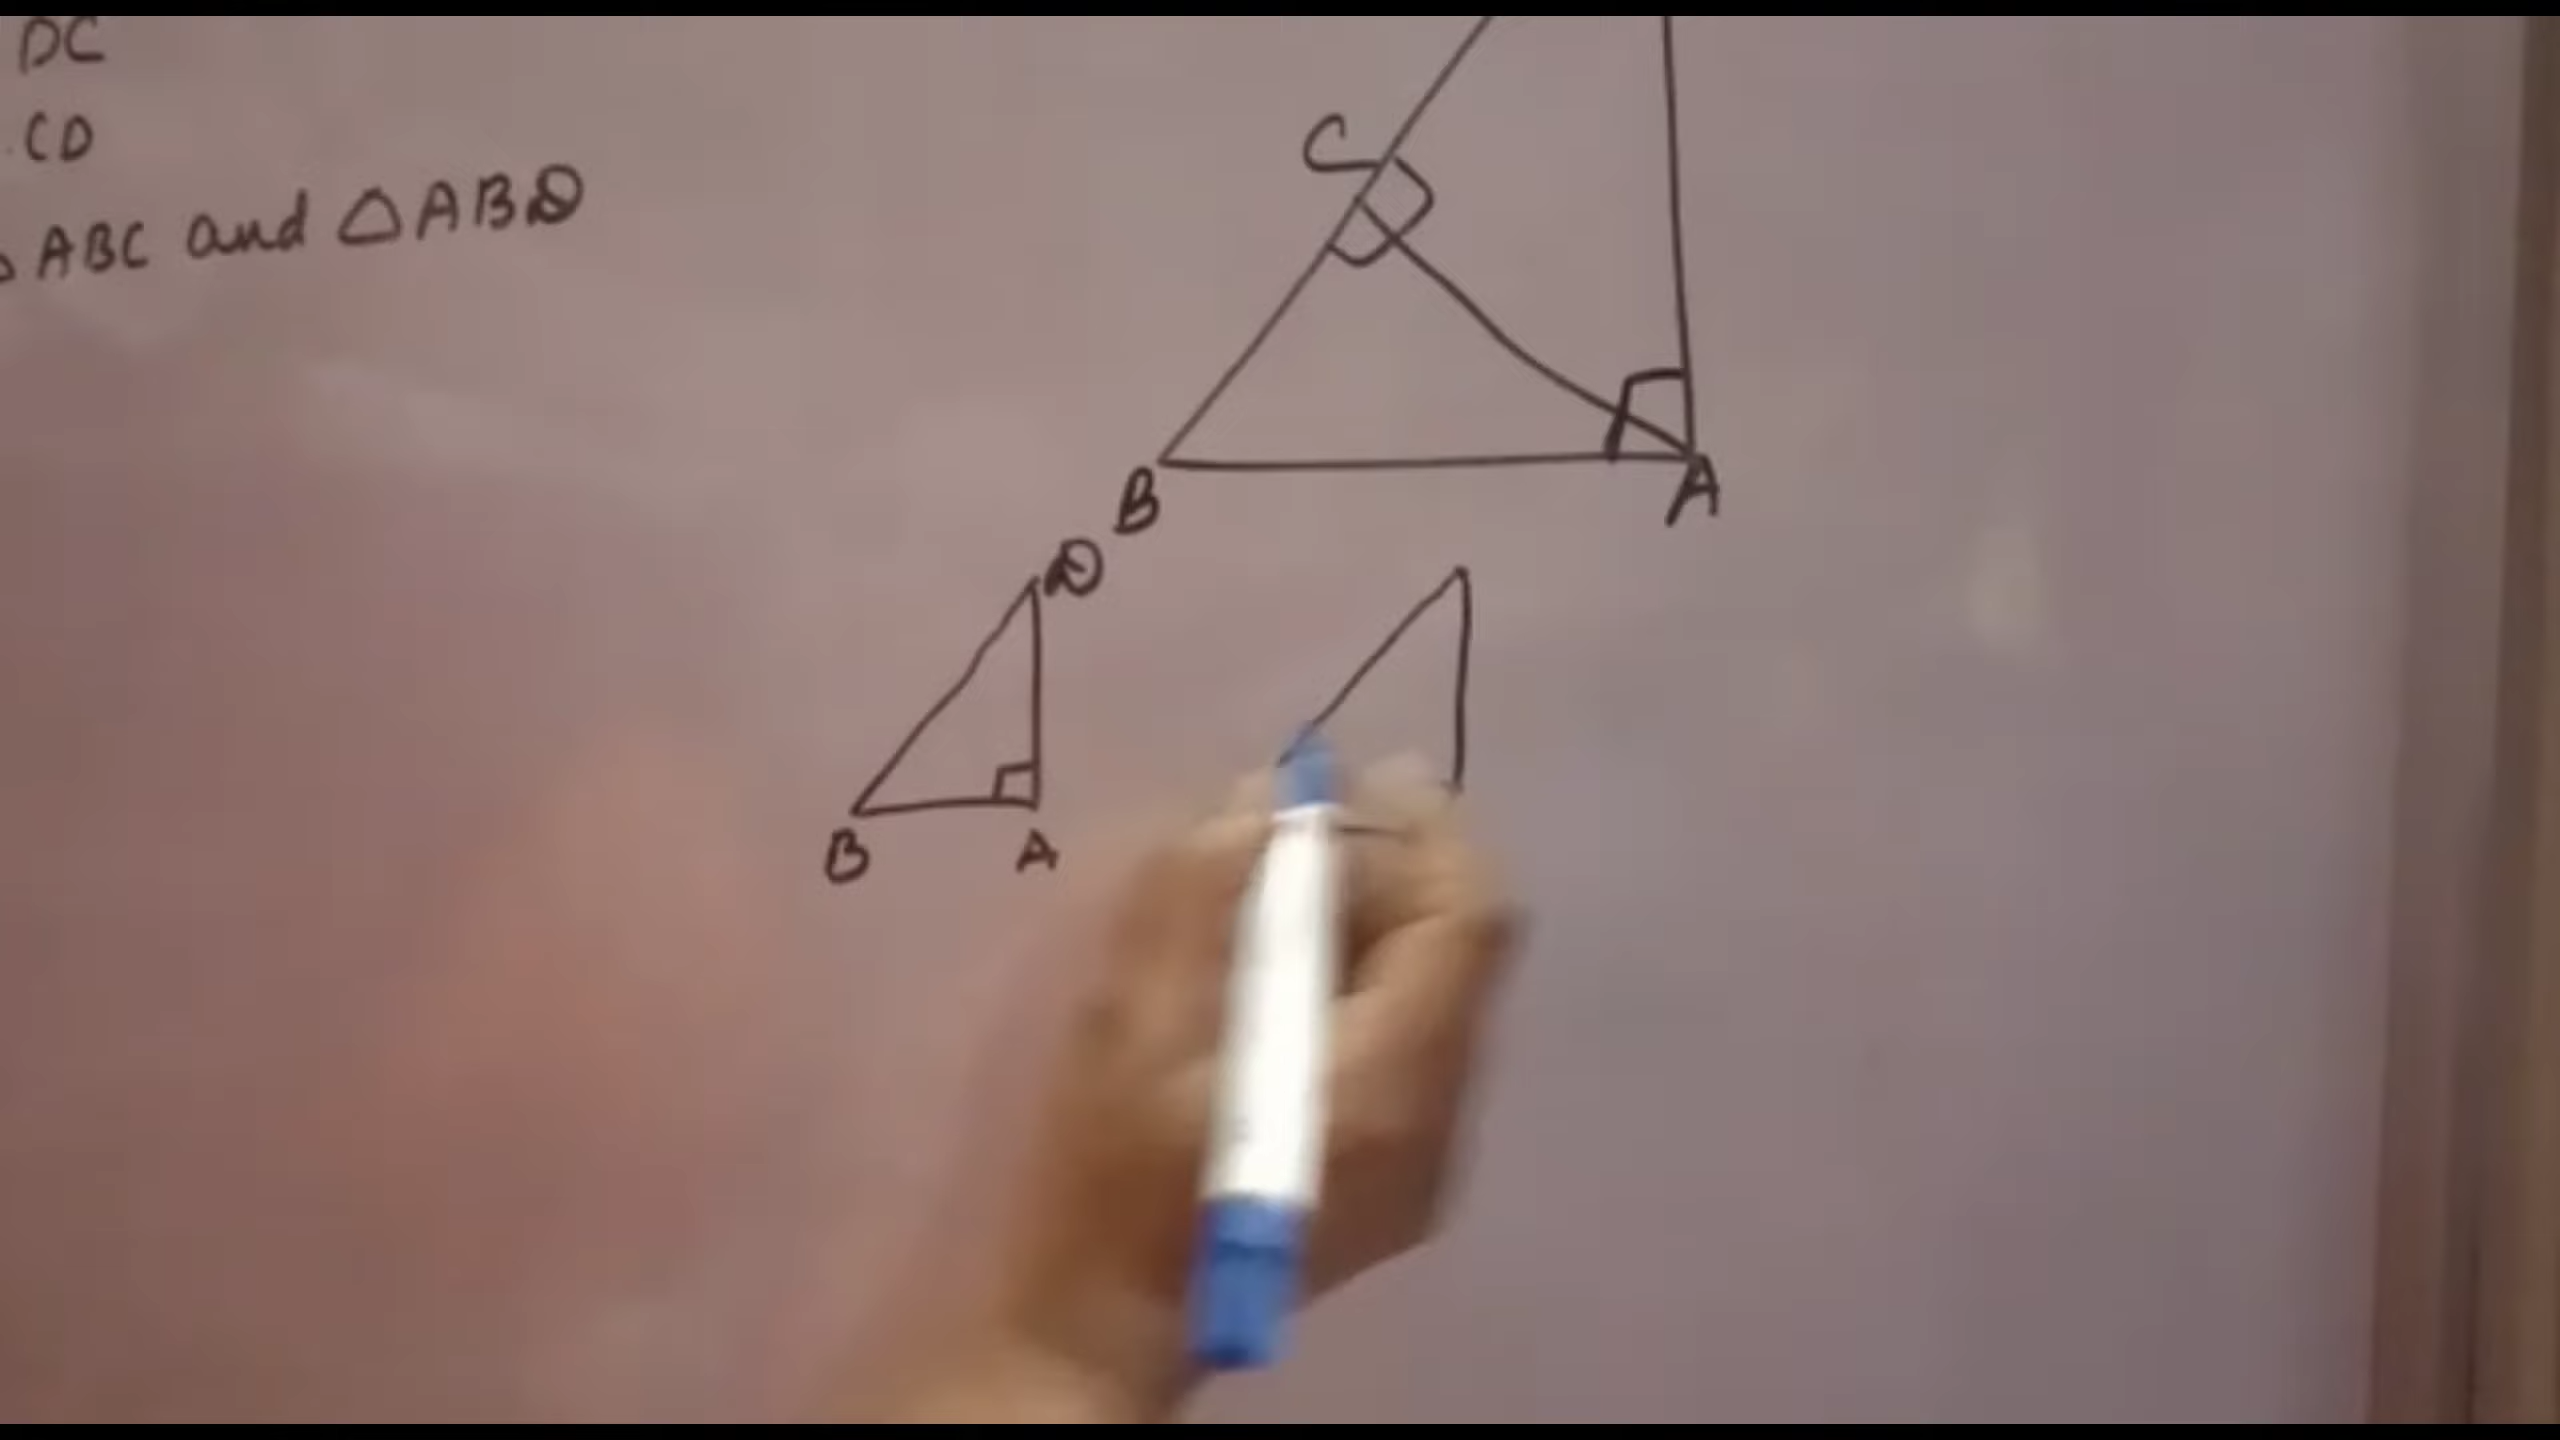 DC
. CD
△ ABC and △ABD
C
B
A
D
B
A